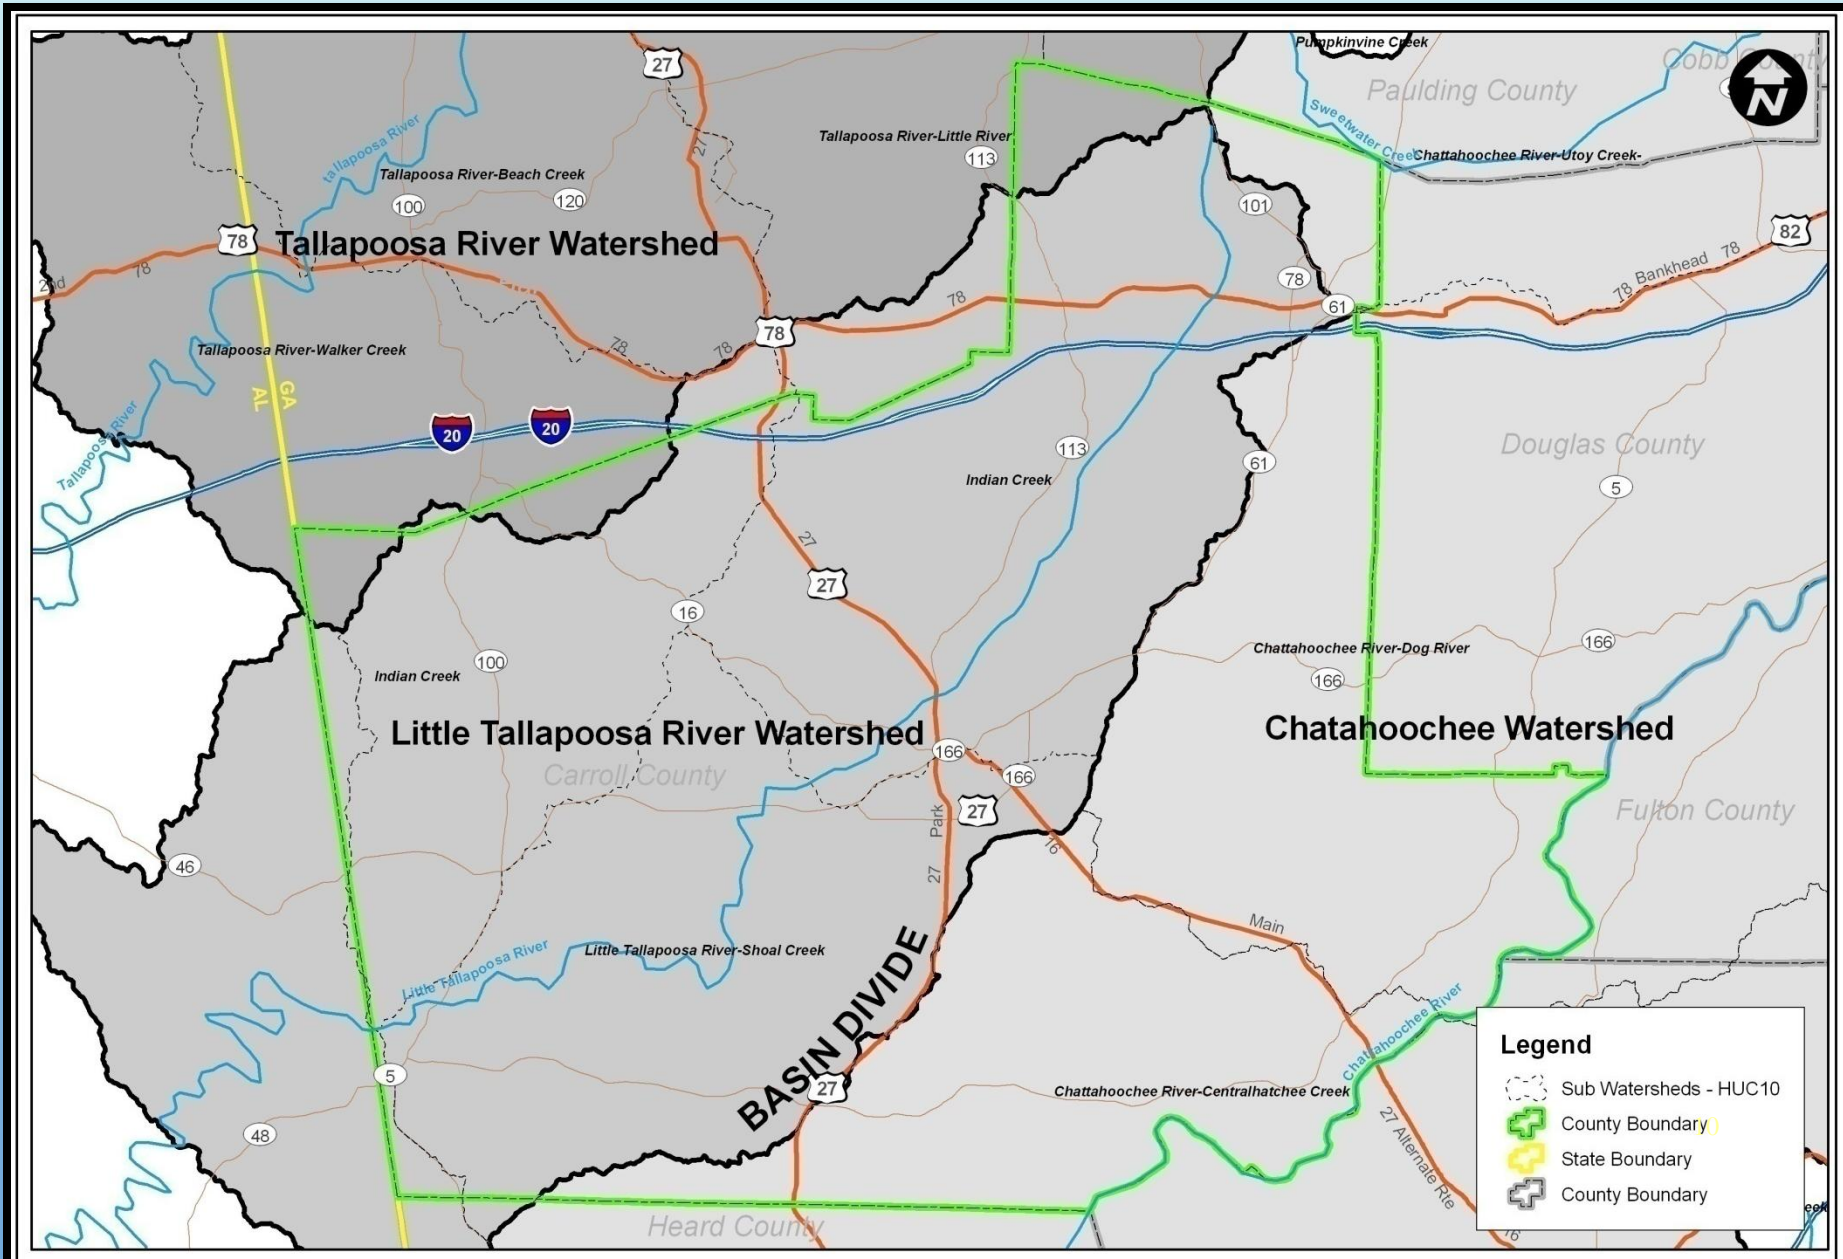 Pumpkinvine Creek
Cobb County
Paulding County
N
27
Sweetwater Creek
Tallapoosa River-Little River
113
Chattahoochee River-Utoy Creek-
tallapoosa River
27
Tallapoosa River-Beach Creek
100
120
101
78
Tallapoosa River Watershed
82
78
2nd
78
Bankhead
78
78
61
78
78
78
78
Tallapoosa River-Walker Creek
GA
AL
20
20
Tallapoosa River
113
Indian Creek
61
Douglas County
5
27
27
16
166
Chattahoochee River-Dog River
166
100
Indian Creek
Little Tallapoosa River Watershed
Chatahoochee Watershed
166
166
Carroll County
27
Fulton County
Park
16
46
27
Main
Little Tallapoosa River-Shoal Creek
Little Tallapoosa River
BASIN DIVIDE
Chattahoochee River
5
27
Chattahoochee River-Centralhatchee Creek
48
27 Alternate Rte
16
Heard County
Legend
Sub Watersheds - HUC10
County Boundary
State Boundary
County Boundary